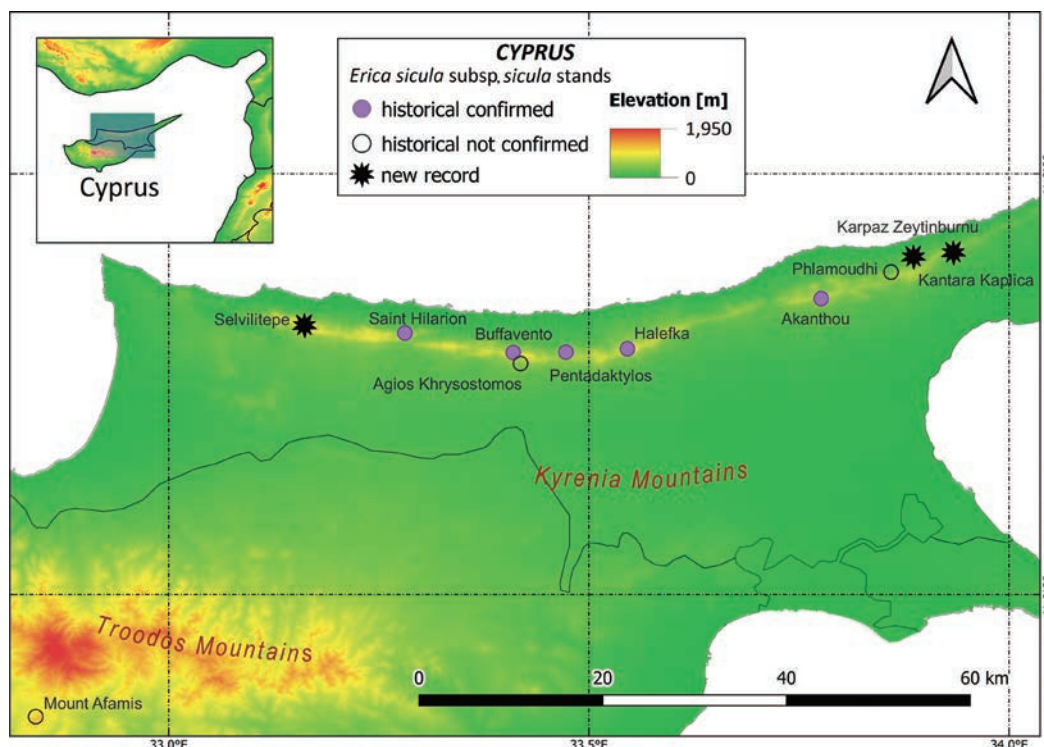 CYPRUS
Erica sicula subsp. sicula stands
historical confirmed
historical not confirmed
new record
Elevation [m]
1,950
0
Cyprus
Karpaz Zeytinburnu
Phlamoudhi
Kantara Kaplica
Akanthou
Selvilitepe
Saint Hilarion
Buffavento
Halefka
Agios Khrysostomos
Pentadaktylos
Kyrenia Mountains
Troodos Mountains
Mount Afamis
0
20
40
60 km
33.0°E
33.5°E
34.0°E